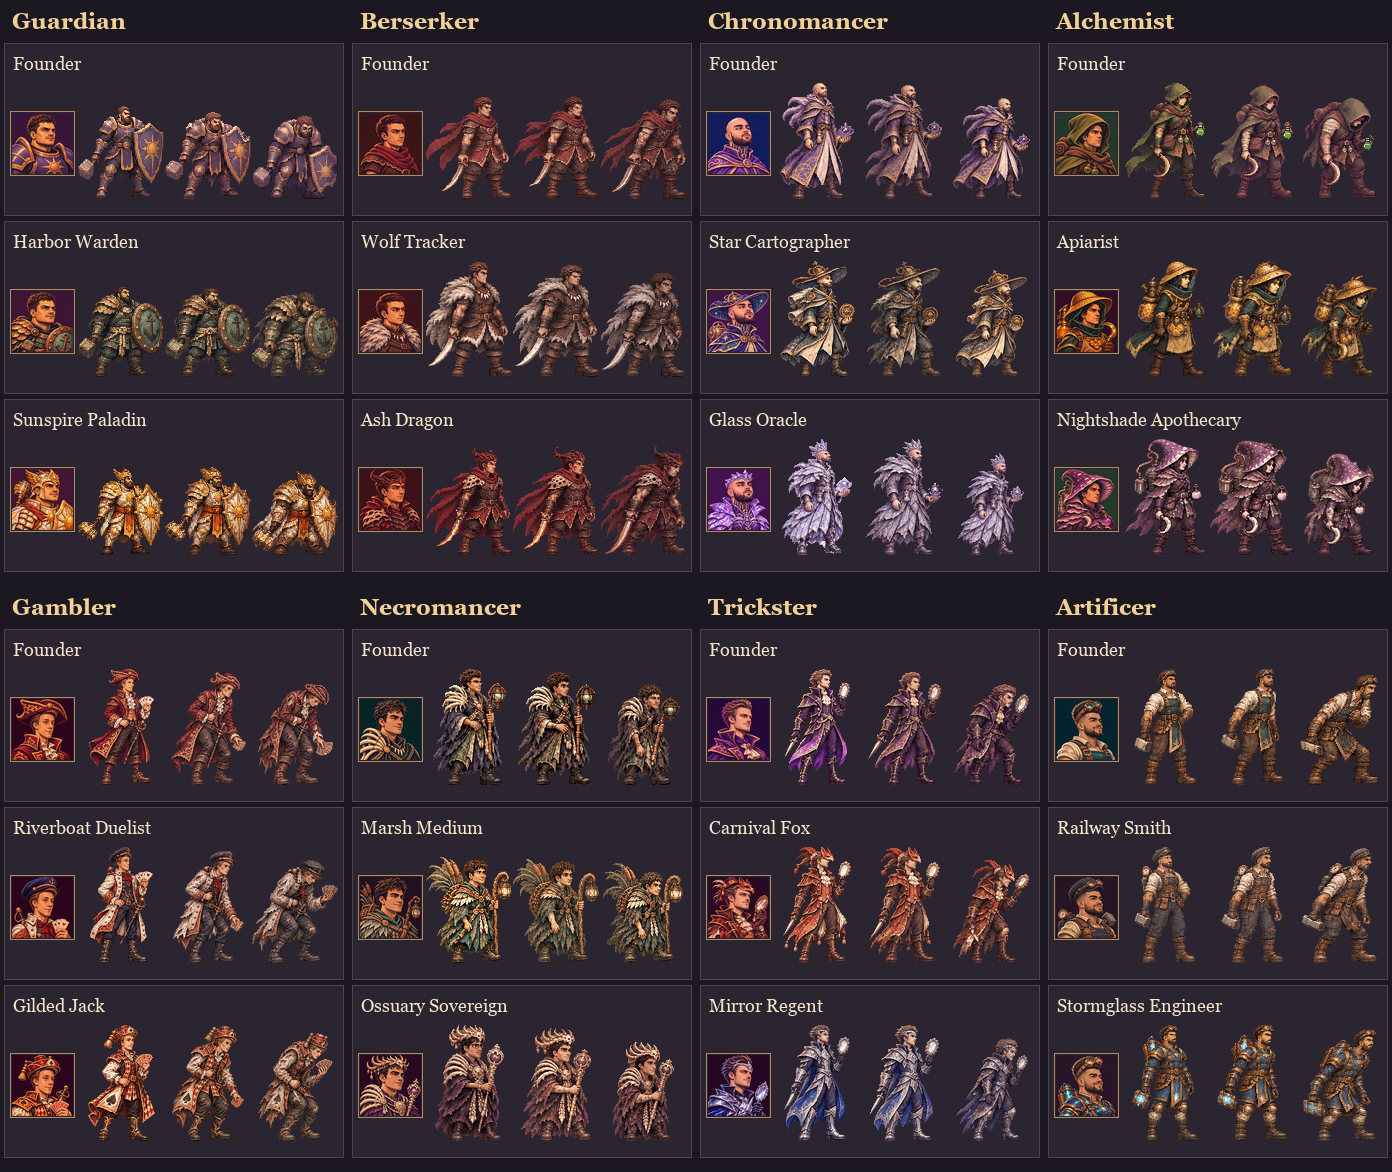 Guardian
Berserker
Chronomancer
Alchemist
Founder
Founder
Founder
Founder
Harbor Warden
Wolf Tracker
Star Cartographer
Apiarist
Sunspire Paladin
Ash Dragon
Glass Oracle
Nightshade Apothecary
Gambler
Necromancer
Trickster
Artificer
Founder
Founder
Founder
Founder
Riverboat Duelist
Marsh Medium
Carnival Fox
Railway Smith
Gilded Jack
Ossuary Sovereign
Mirror Regent
Stormglass Engineer